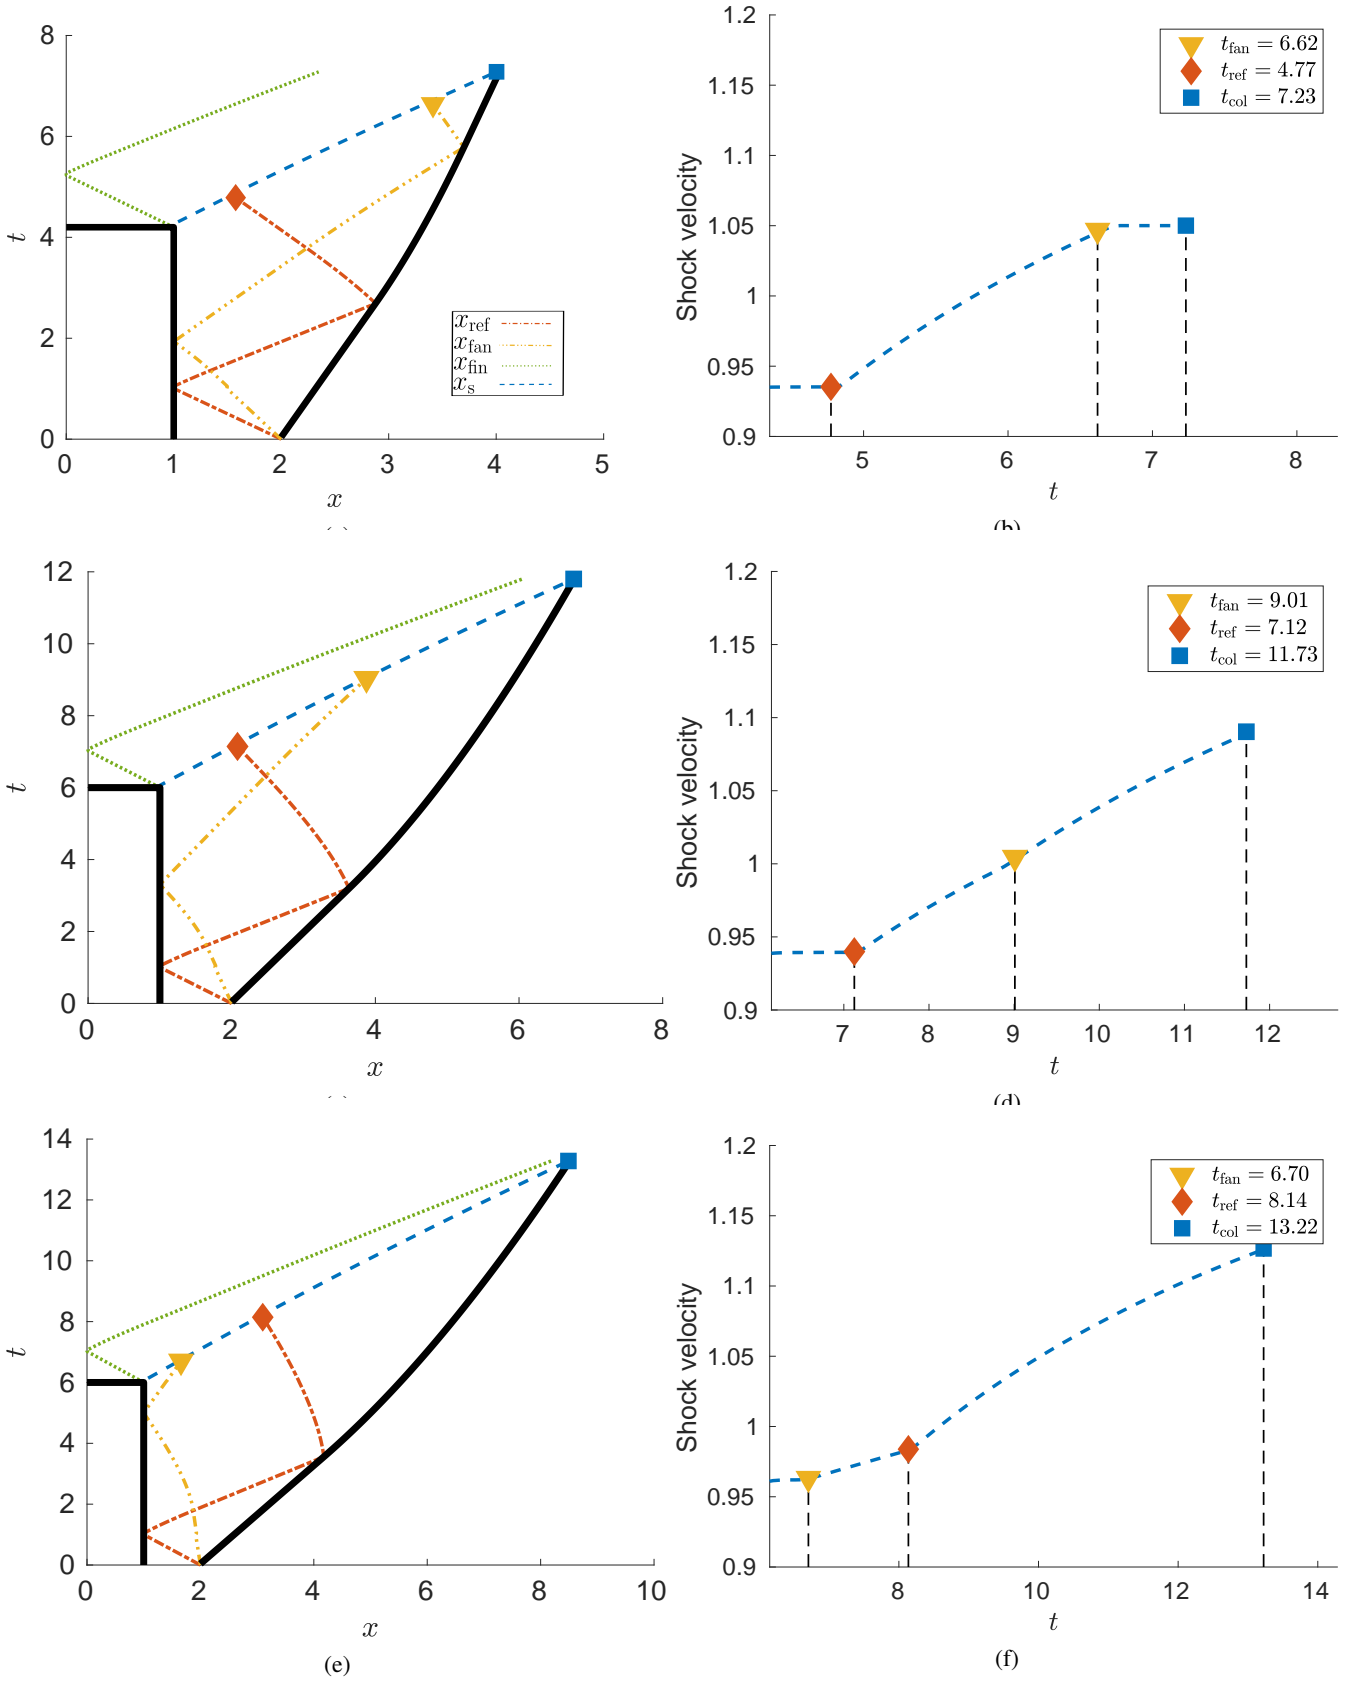 8
6
4
2
0
0 1 2 3 4 5
t
x
x_ref
x_fan
x_fin
x_s
1.2
1.15
1.1
1.05
1
0.95
0.9
5 6 7 8
Shock velocity
t
t_fan = 6.62
t_ref = 4.77
t_col = 7.23
(b)
12
10
8
6
4
2
0
0 2 4 6 8
t
x
1.2
1.15
1.1
1.05
1
0.95
0.9
7 8 9 10 11 12
Shock velocity
t
t_fan = 9.01
t_ref = 7.12
t_col = 11.73
(d)
14
12
10
8
6
4
2
0
0 2 4 6 8 10
t
x
(e)
1.2
1.15
1.1
1.05
1
0.95
0.9
8 10 12 14
Shock velocity
t
t_fan = 6.70
t_ref = 8.14
t_col = 13.22
(f)